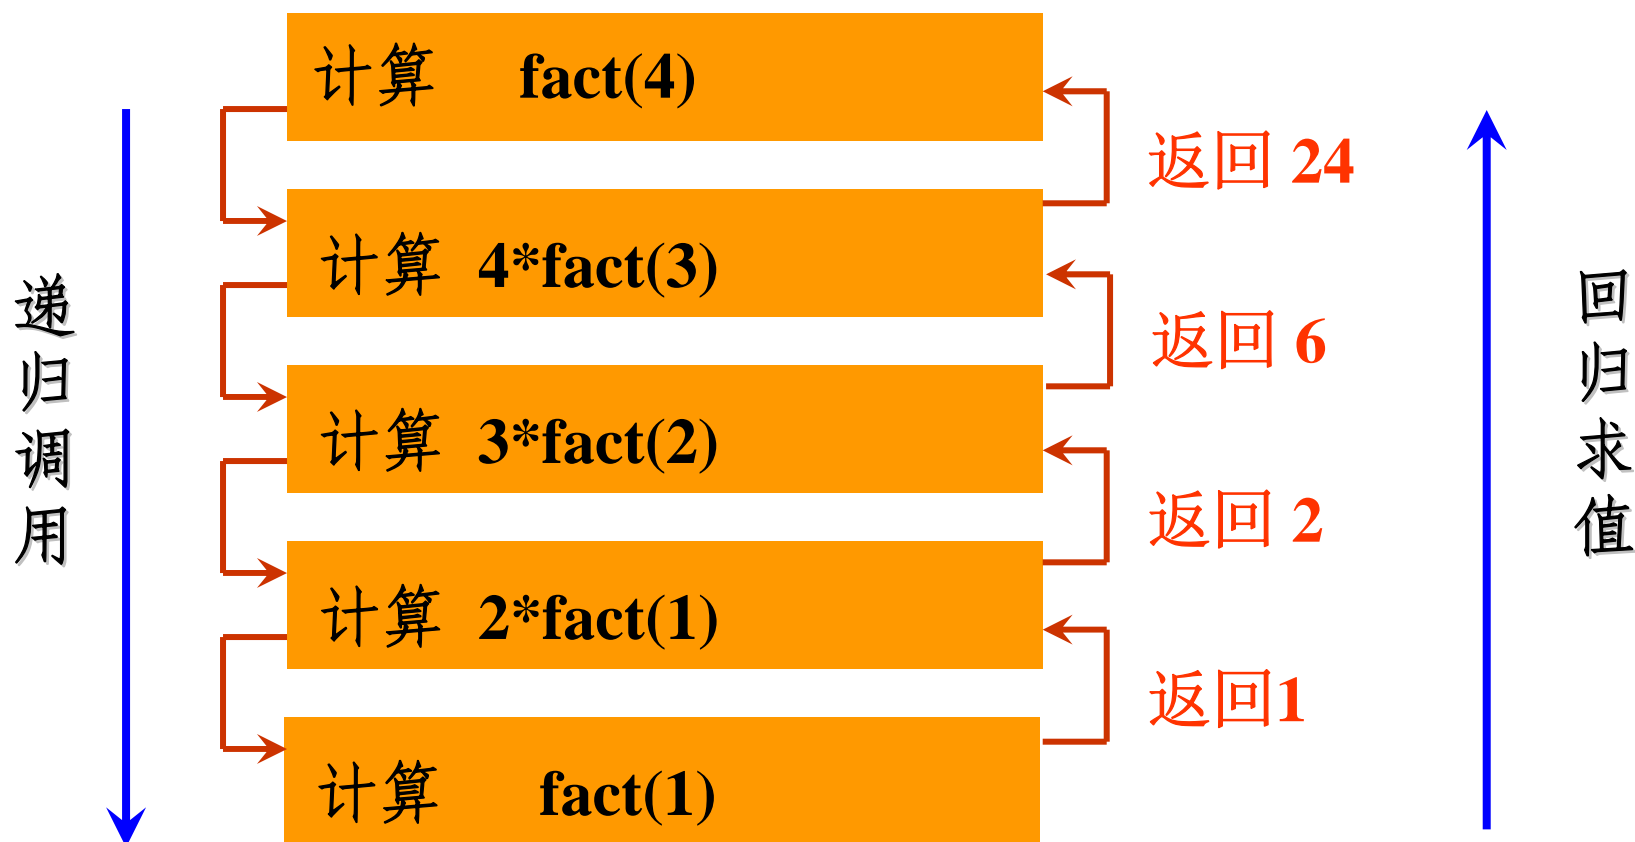 计算 fact(4)
返回 24
计算 4*fact(3)
返回 6
计算 3*fact(2)
返回 2
计算 2*fact(1)
返回1
计算 fact(1)
递归调用
回归求值